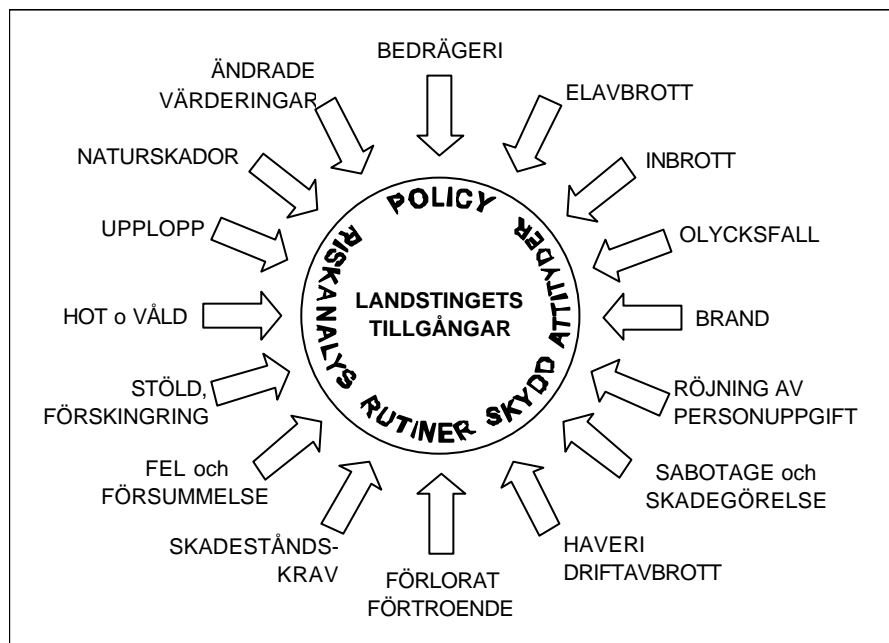 BEDRÄGERI
ELAVBROTT
INBROTT
OLYCKSFALL
BRAND
RÖJNING AV
PERSONUPPGIFT
SABOTAGE och
SKADEGÖRELSE
HAVERI
DRIFTAVBROTT
FÖRLORAT
FÖRTROENDE
SKADESTÅNDS-
KRAV
FEL och
FÖRSUMMELSE
STÖLD,
FÖRSKINGRING
HOT o VÅLD
UPPLOPP
NATURSKADOR
ÄNDRADE
VÄRDERINGAR
POLICY
ATTITYDER
SKYDD
RUTINER
RISKANALYS
LANDSTINGETS
TILLGÅNGAR